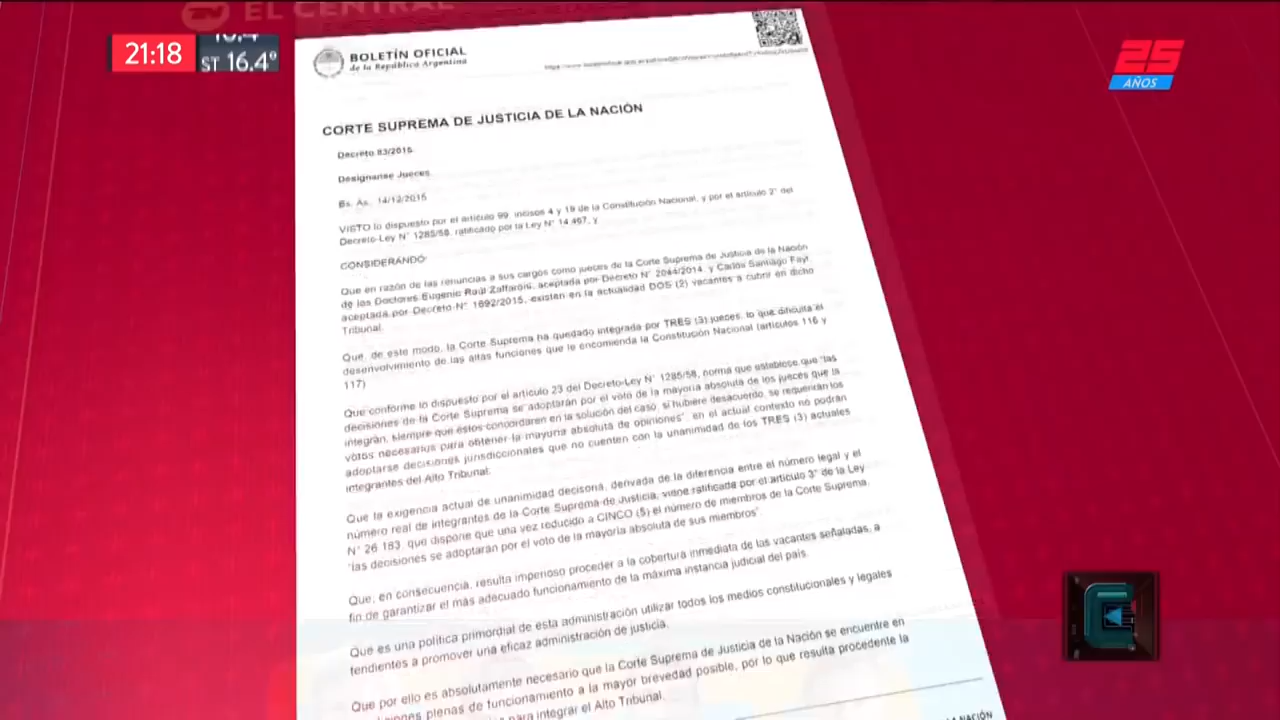 EL CENTRAL
21:18
ST 16.4°
25
AÑOS
BOLETÍN OFICIAL
de la República Argentina
CORTE SUPREMA DE JUSTICIA DE LA NACIÓN
Decreto 83/2015
Desígnanse Jueces.
Bs. As. 14/12/2015
VISTO lo dispuesto por el artículo 99, incisos 4 y 19 de la Constitución Nacional, y por el artículo 2° del
Decreto-Ley N° 1285/58, ratificado por la Ley N° 14.467, y
CONSIDERANDO
Que en razón de las renuncias a sus cargos como jueces de la Corte Suprema de Justicia de la Nación
de los Doctores Eugenio Raúl Zaffaroni, aceptada por Decreto N° 2044/2014, y Carlos Santiago Fayt
aceptada por Decreto N° 1692/2015, existen en la actualidad DOS (2) vacantes a cubrir en dicho
Tribunal.
Que, de este modo, la Corte Suprema ha quedado integrada por TRES (3) jueces, lo que dificulta el
desenvolvimiento de las altas funciones que le encomienda la Constitución Nacional (artículos 116 y
117)
Que conforme lo dispuesto por el artículo 23 del Decreto-Ley N° 1285/58, norma que establece que "las
decisiones de la Corte Suprema se adoptarán por el voto de la mayoría absoluta de los jueces que la
integran, siempre que éstos concordaren en la solución del caso; si hubiere desacuerdo, se requerirán los
votos necesarios para obtener la mayoría absoluta de opiniones", en el actual contexto no podrán
adoptarse decisiones jurisdiccionales que no cuenten con la unanimidad de los TRES (3) actuales
integrantes del Alto Tribunal.
Que la exigencia actual de unanimidad decisoria, derivada de la diferencia entre el número legal y el
número real de integrantes de la Corte Suprema de Justicia, viene ratificada por el artículo 3° de la Ley
N° 26.183, que dispone que una vez reducido a CINCO (5) el número de miembros de la Corte Suprema,
"las decisiones se adoptarán por el voto de la mayoría absoluta de sus miembros".
Que, en consecuencia, resulta imperioso proceder a la cobertura inmediata de las vacantes señaladas, a
fin de garantizar el más adecuado funcionamiento de la máxima instancia judicial del país.
Que es una política primordial de esta administración utilizar todos los medios constitucionales y legales
tendientes a promover una eficaz administración de justicia.
Que por ello es absolutamente necesario que la Corte Suprema de Justicia de la Nación se encuentre en
plenas de funcionamiento a la mayor brevedad posible, por lo que resulta procedente la
para integrar el Alto Tribunal.
LA NACIÓN